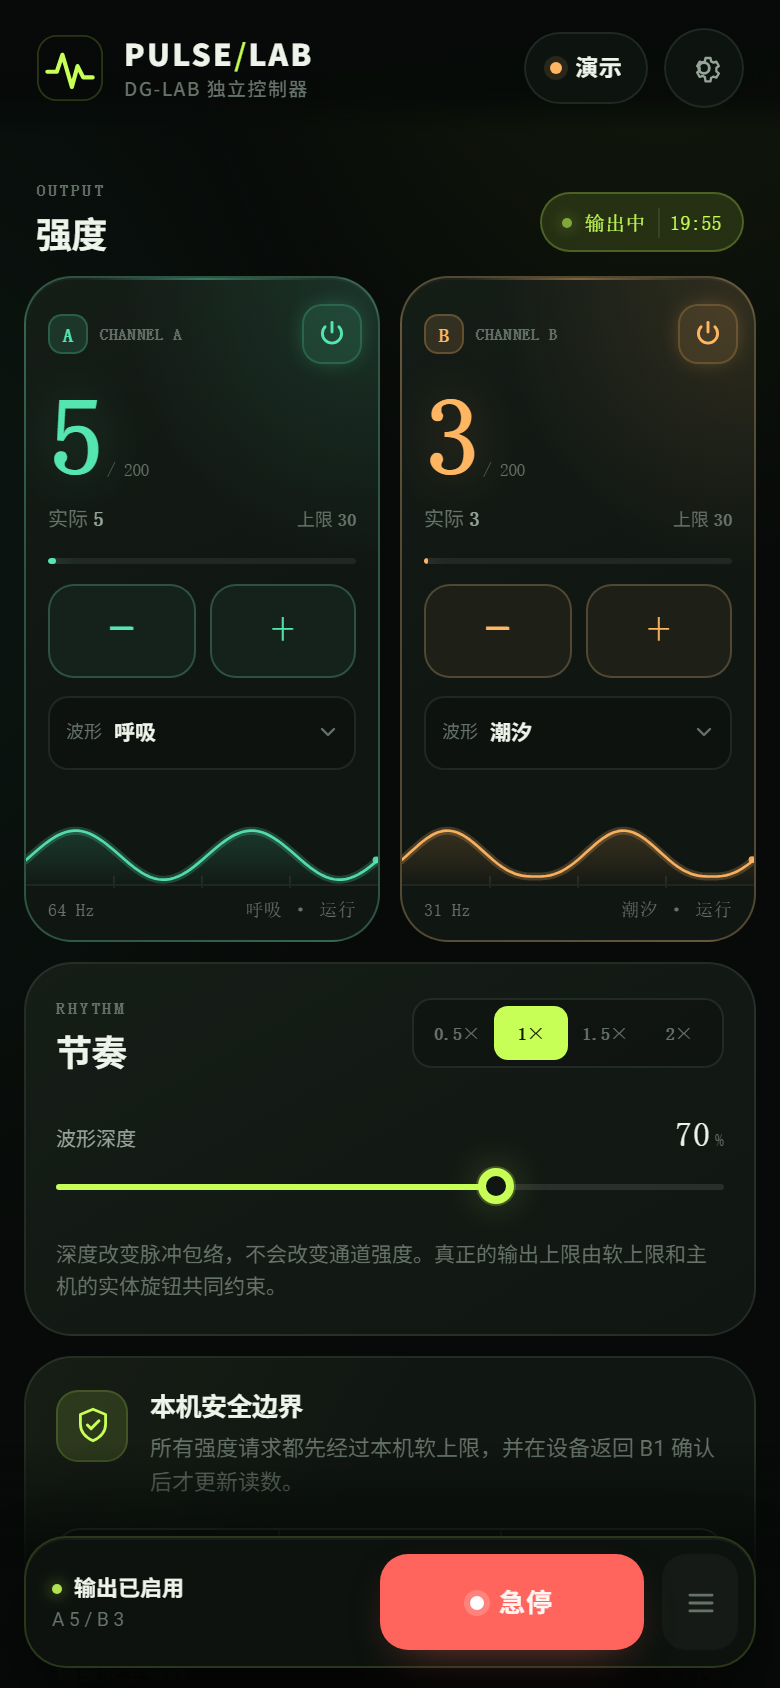 PULSE/LAB
DG-LAB 独立控制器
演示
OUTPUT
强度
输出中 19:55
A CHANNEL A
5 / 200
实际 5 上限 30
− +
波形 呼吸
64 Hz 呼吸 • 运行
B CHANNEL B
3 / 200
实际 3 上限 30
− +
波形 潮汐
31 Hz 潮汐 • 运行
RHYTHM
节奏
0.5× 1× 1.5× 2×
波形深度 70 %
深度改变脉冲包络，不会改变通道强度。真正的输出上限由软上限和主
机的实体旋钮共同约束。
本机安全边界
所有强度请求都先经过本机软上限，并在设备返回 B1 确认
后才更新读数。
输出已启用
A 5 / B 3
急停